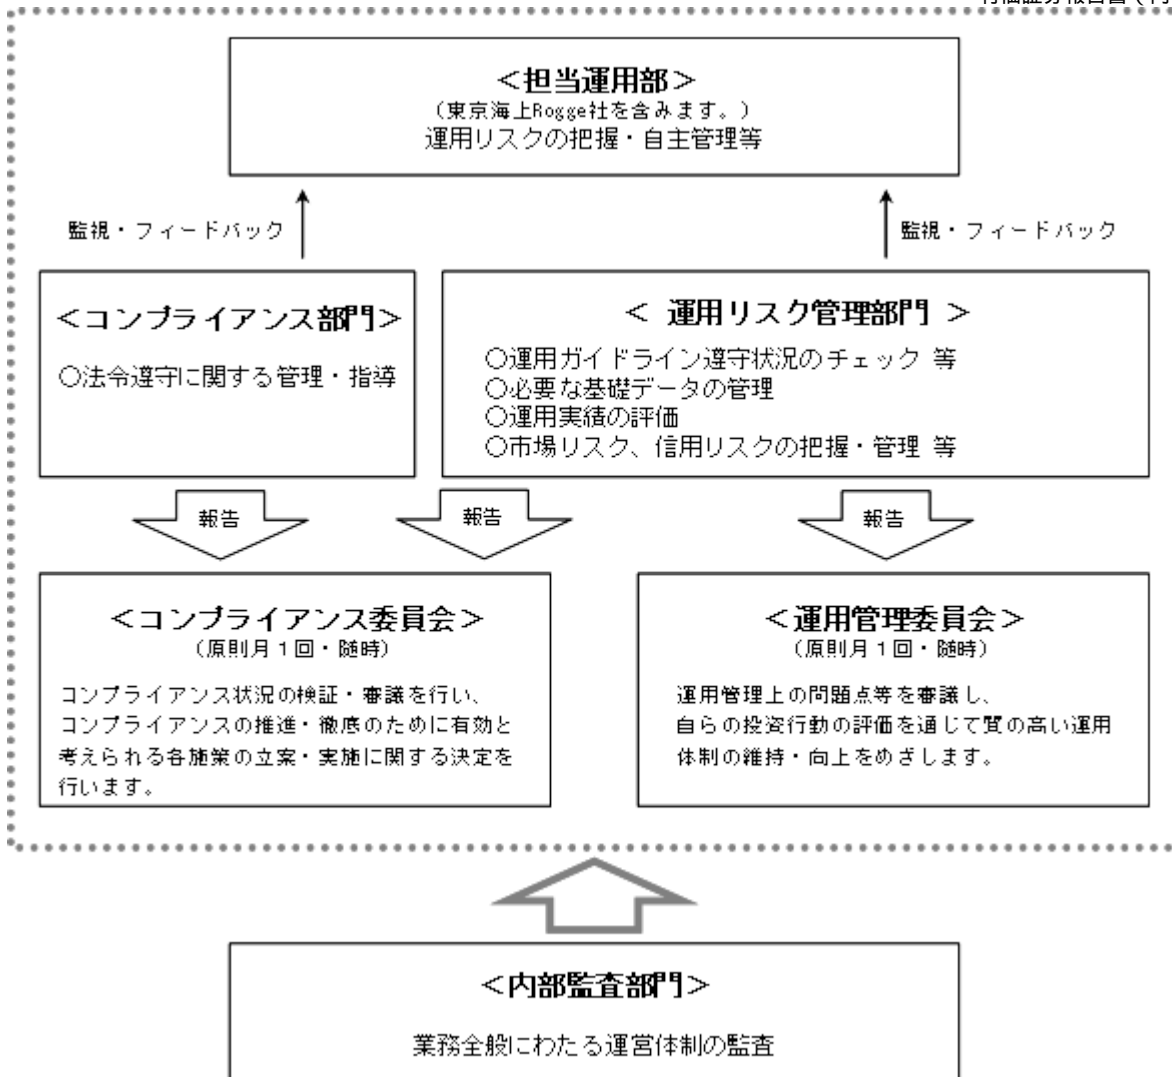 ＜担当運用部＞
（東京海上Rogge社を含みます。）
運用リスクの把握・自主管理等
監視・フィードバック
監視・フィードバック
＜コンプライアンス部門＞
○法令遵守に関する管理・指導
＜ 運用リスク管理部門 ＞
○運用ガイドライン遵守状況のチェック 等
○必要な基礎データの管理
○運用実績の評価
○市場リスク、信用リスクの把握・管理 等
報告
報告
報告
＜コンプライアンス委員会＞
（原則月１回・随時）
コンプライアンス状況の検証・審議を行い、
コンプライアンスの推進・徹底のために有効と
考えられる各施策の立案・実施に関する決定を
行います。
＜運用管理委員会＞
（原則月１回・随時）
運用管理上の問題点等を審議し、
自らの投資行動の評価を通じて質の高い運用
体制の維持・向上をめざします。
＜内部監査部門＞
業務全般にわたる運営体制の監査